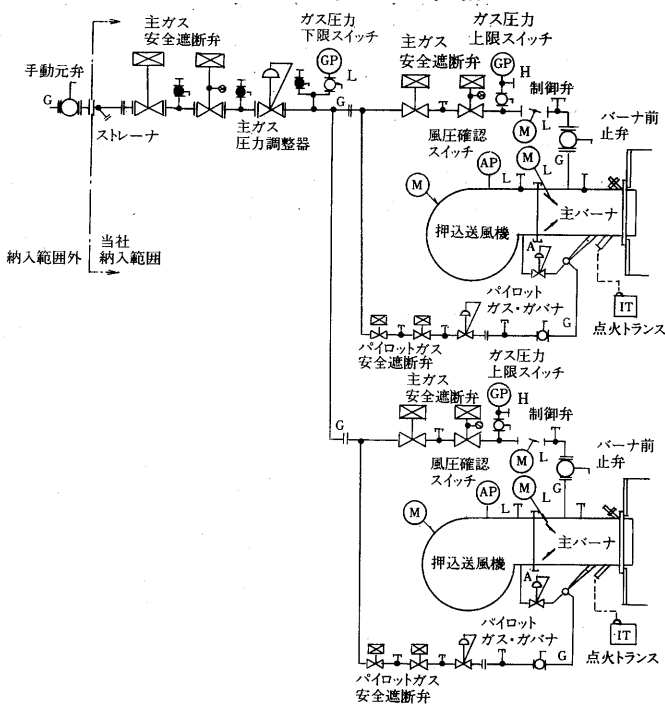 主ガス
安全遮断弁
ガス圧力
下限スイッチ
GP
L
主ガス
安全遮断弁
ガス圧力
上限スイッチ
GP
H
手動元弁
G
ストレーナ
主ガス
圧力調整器
G
風圧確認
スイッチ
制御弁
L
M
バーナ前
止弁
G
AP
L
M
L
M
押込送風機
主バーナ
A
納入範囲外
当社
納入範囲
IT
点火トランス
パイロット
ガス・ガバナ
G
パイロットガス
安全遮断弁
主ガス
安全遮断弁
ガス圧力
上限スイッチ
GP
H
G
風圧確認
スイッチ
制御弁
L
M
バーナ前
止弁
G
AP
L
M
L
M
押込送風機
主バーナ
A
IT
点火トランス
パイロット
ガス・ガバナ
G
パイロットガス
安全遮断弁